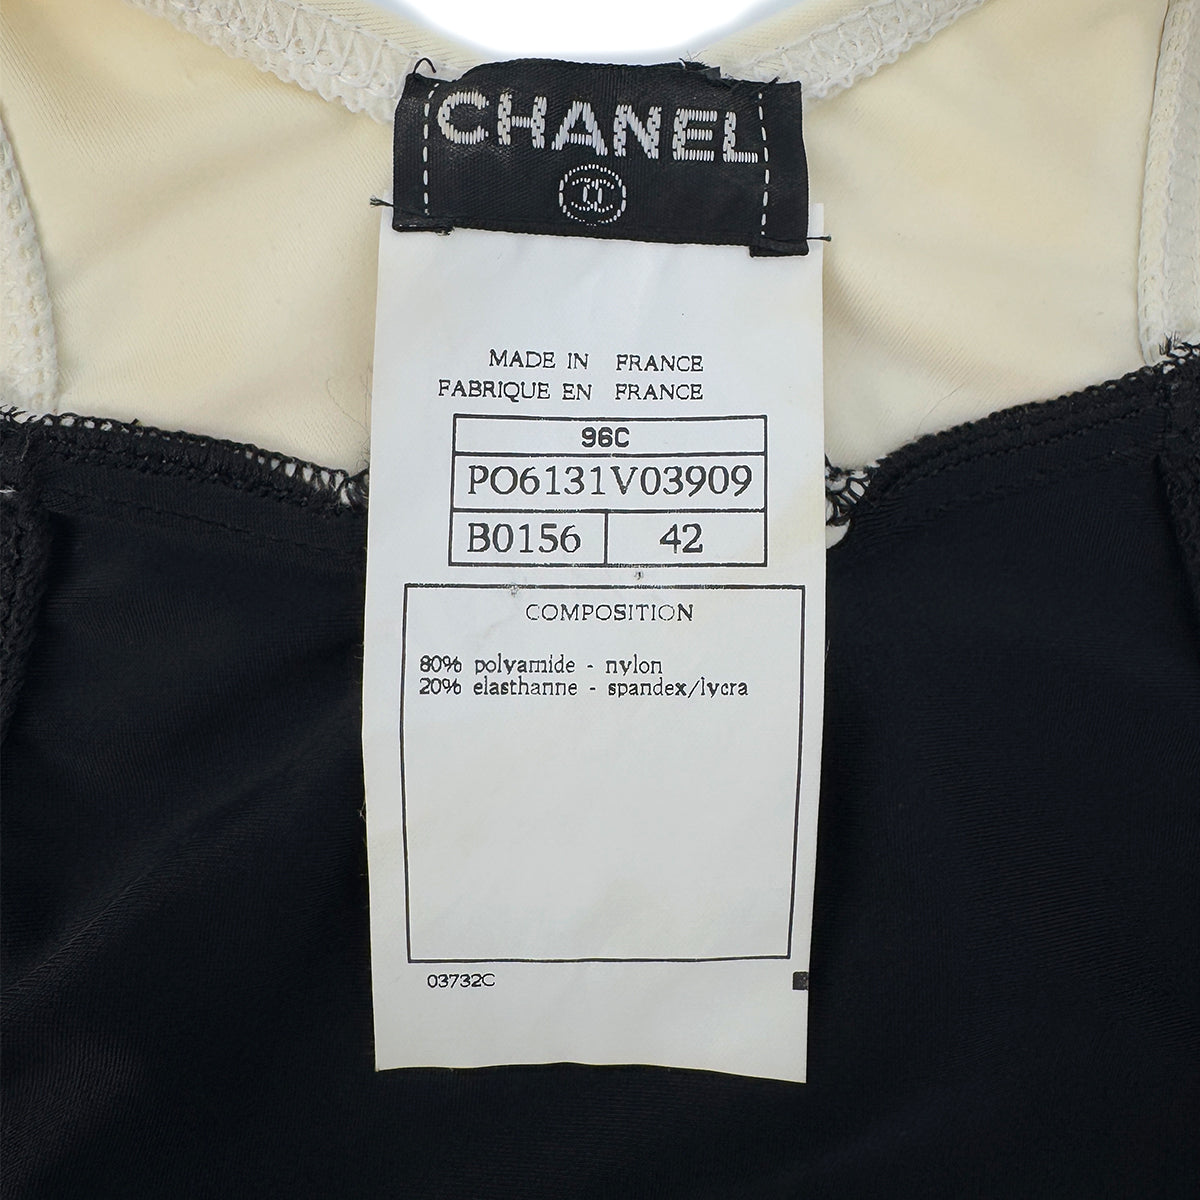 CHANEL
MADE IN FRANCE
FABRIQUE EN FRANCE
96C
PO6131V03909
B0156 42
COMPOSITION
80% polyamide - nylon
20% elasthanne - spandex/lycra
03732C